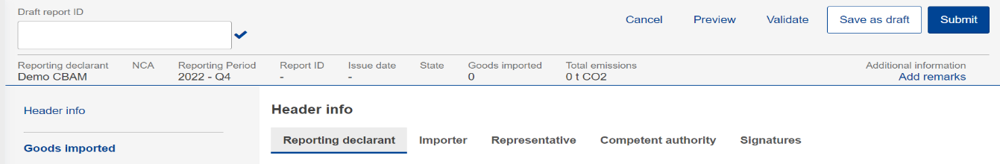 Draft report ID
Cancel Preview Validate Save as draft Submit
Reporting declarant NCA Reporting Period Report ID Issue date State Goods imported Total emissions Additional information
Demo CBAM 2022 - Q4 - - 0 0 t CO2 Add remarks
Header info
Goods Imported
Header info
Reporting declarant Importer Representative Competent authority Signatures